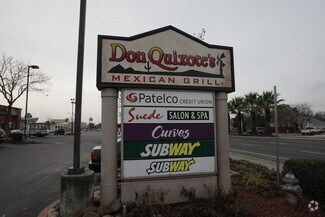 Don Quixote's
MEXICAN GRILL
Patelco CREDIT UNION
Suede SALON & SPA
Curves
SUBWAY
SUBWAY